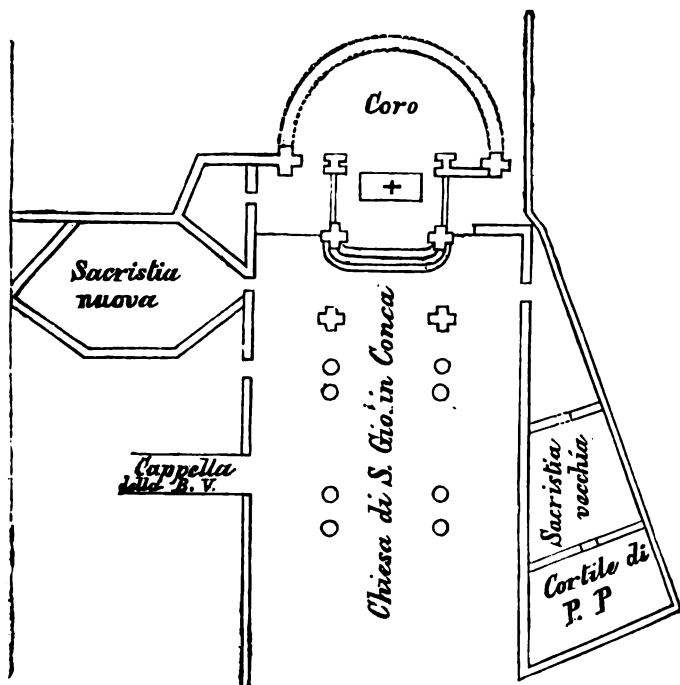 Coro
Sacristia
nuova
Chiesa di S. Gio: in Conca
Cappella
della B. V.
Sacristia
vecchia
Cortile di
P. P